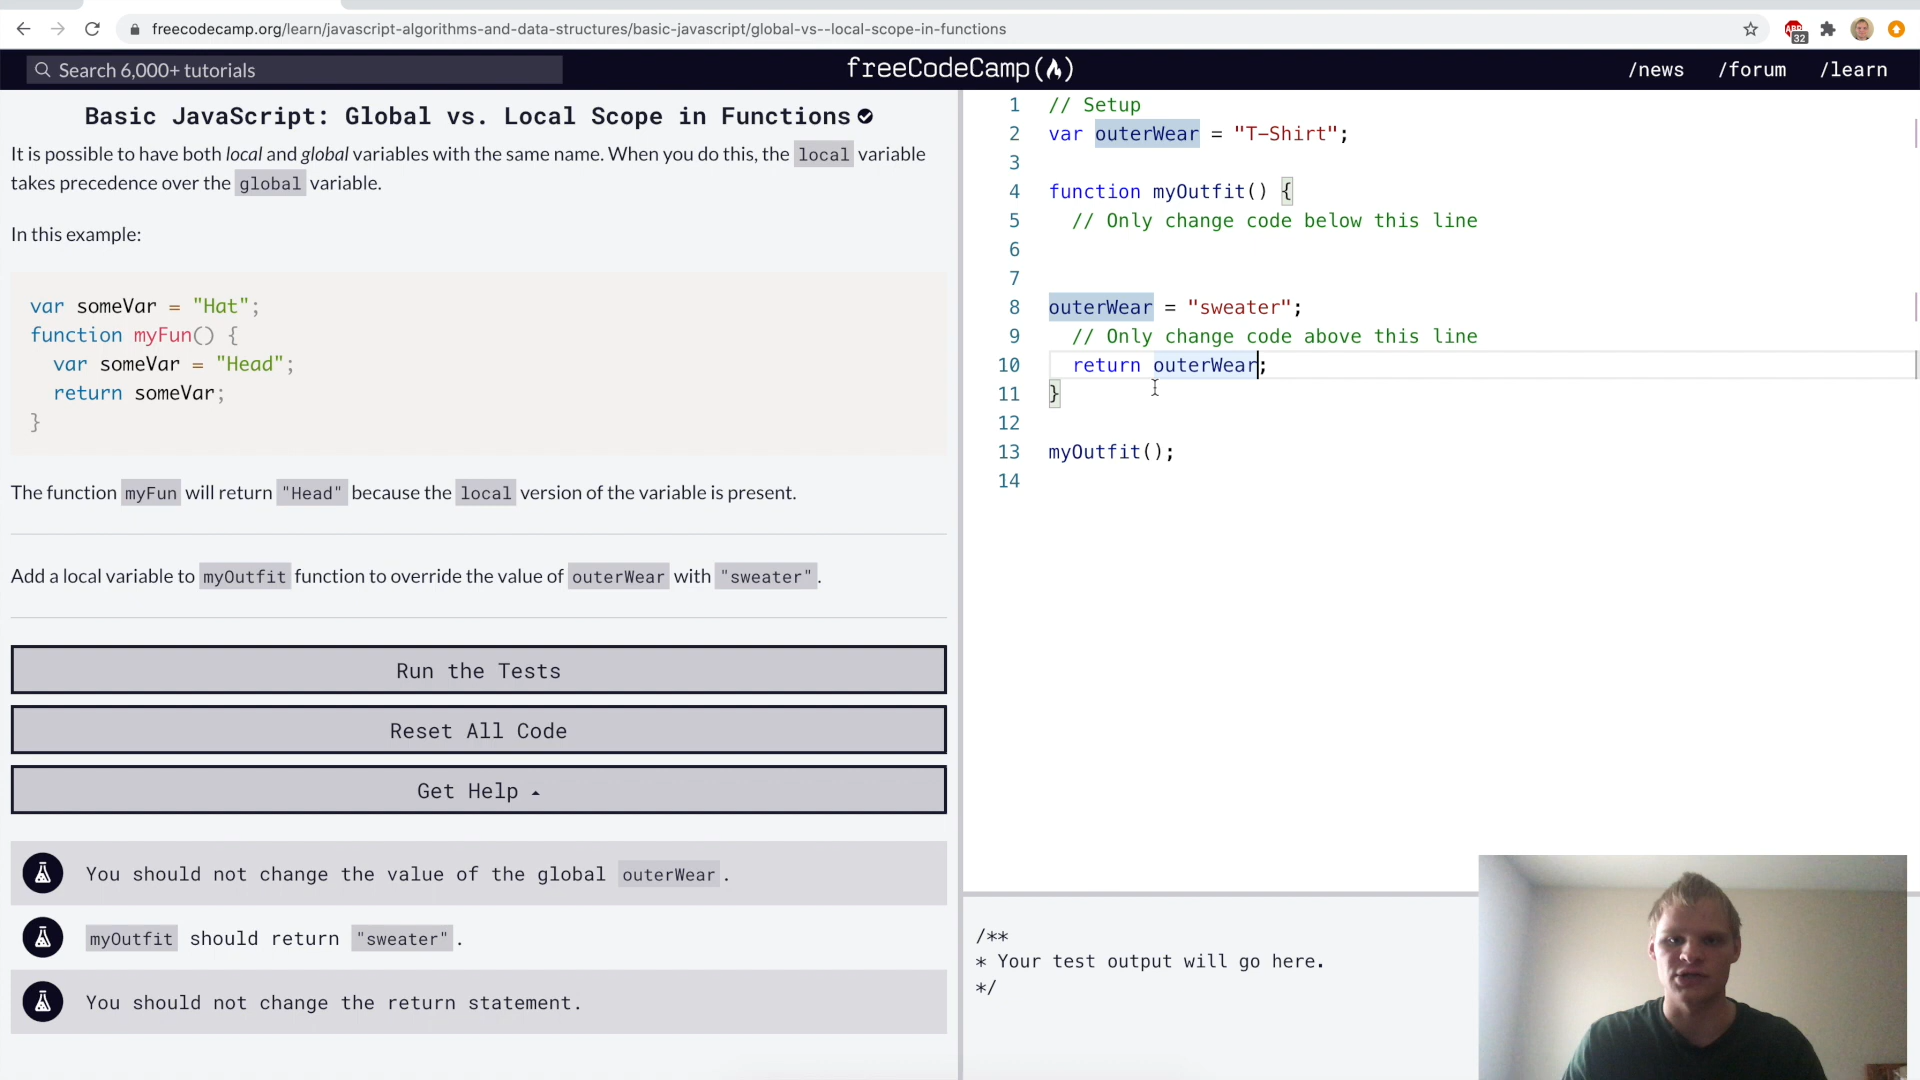 freecodecamp.org/learn/javascript-algorithms-and-data-structures/basic-javascript/global-vs--local-scope-in-functions
ABP
32
Search 6,000+ tutorials
freeCodeCamp
/news
/forum
/learn
Basic JavaScript: Global vs. Local Scope in Functions
It is possible to have both local and global variables with the same name. When you do this, the local variable
takes precedence over the global variable.
In this example:
var someVar = "Hat";
function myFun() {
var someVar = "Head";
return someVar;
}
The function myFun will return "Head" because the local version of the variable is present.
Add a local variable to myOutfit function to override the value of outerWear with "sweater".
Run the Tests
Reset All Code
Get Help
You should not change the value of the global outerWear.
myOutfit should return "sweater".
You should not change the return statement.
1 // Setup
2 var outerWear = "T-Shirt";
3
4 function myOutfit() {
5 // Only change code below this line
6
7
8 outerWear = "sweater";
9 // Only change code above this line
10 return outerWear;
11 }
12
13 myOutfit();
14
/**
* Your test output will go here.
*/